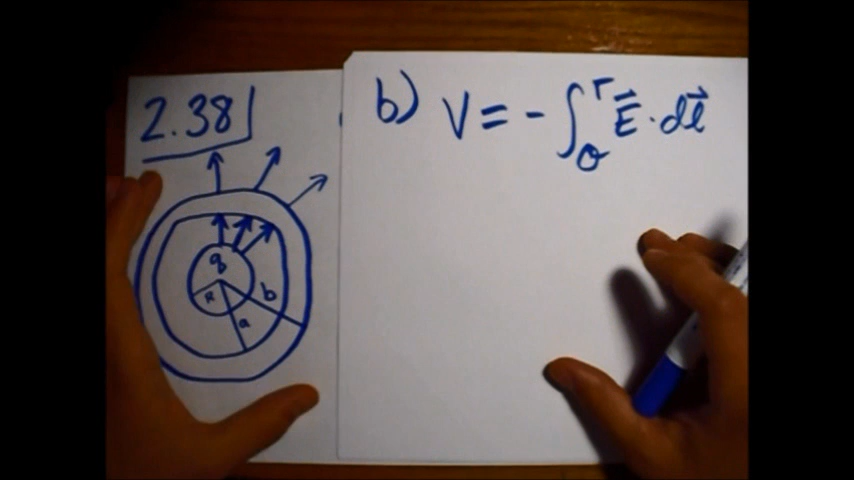 2.38
q
R
a
b
b) V = - ∫₀ʳ E⃗ · dl⃗